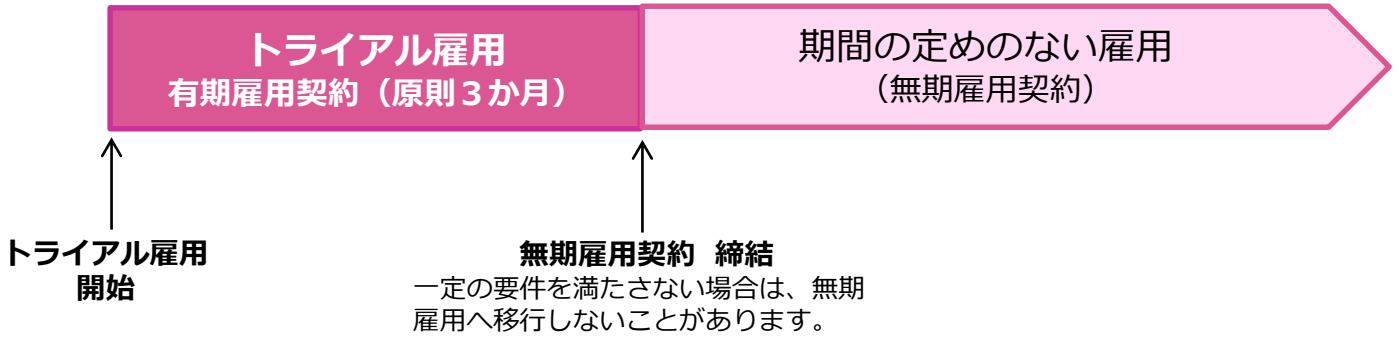 トライアル雇用
有期雇用契約（原則３か月）
期間の定めのない雇用
（無期雇用契約）
トライアル雇用
開始
無期雇用契約 締結
一定の要件を満たさない場合は、無期
雇用へ移行しないことがあります。